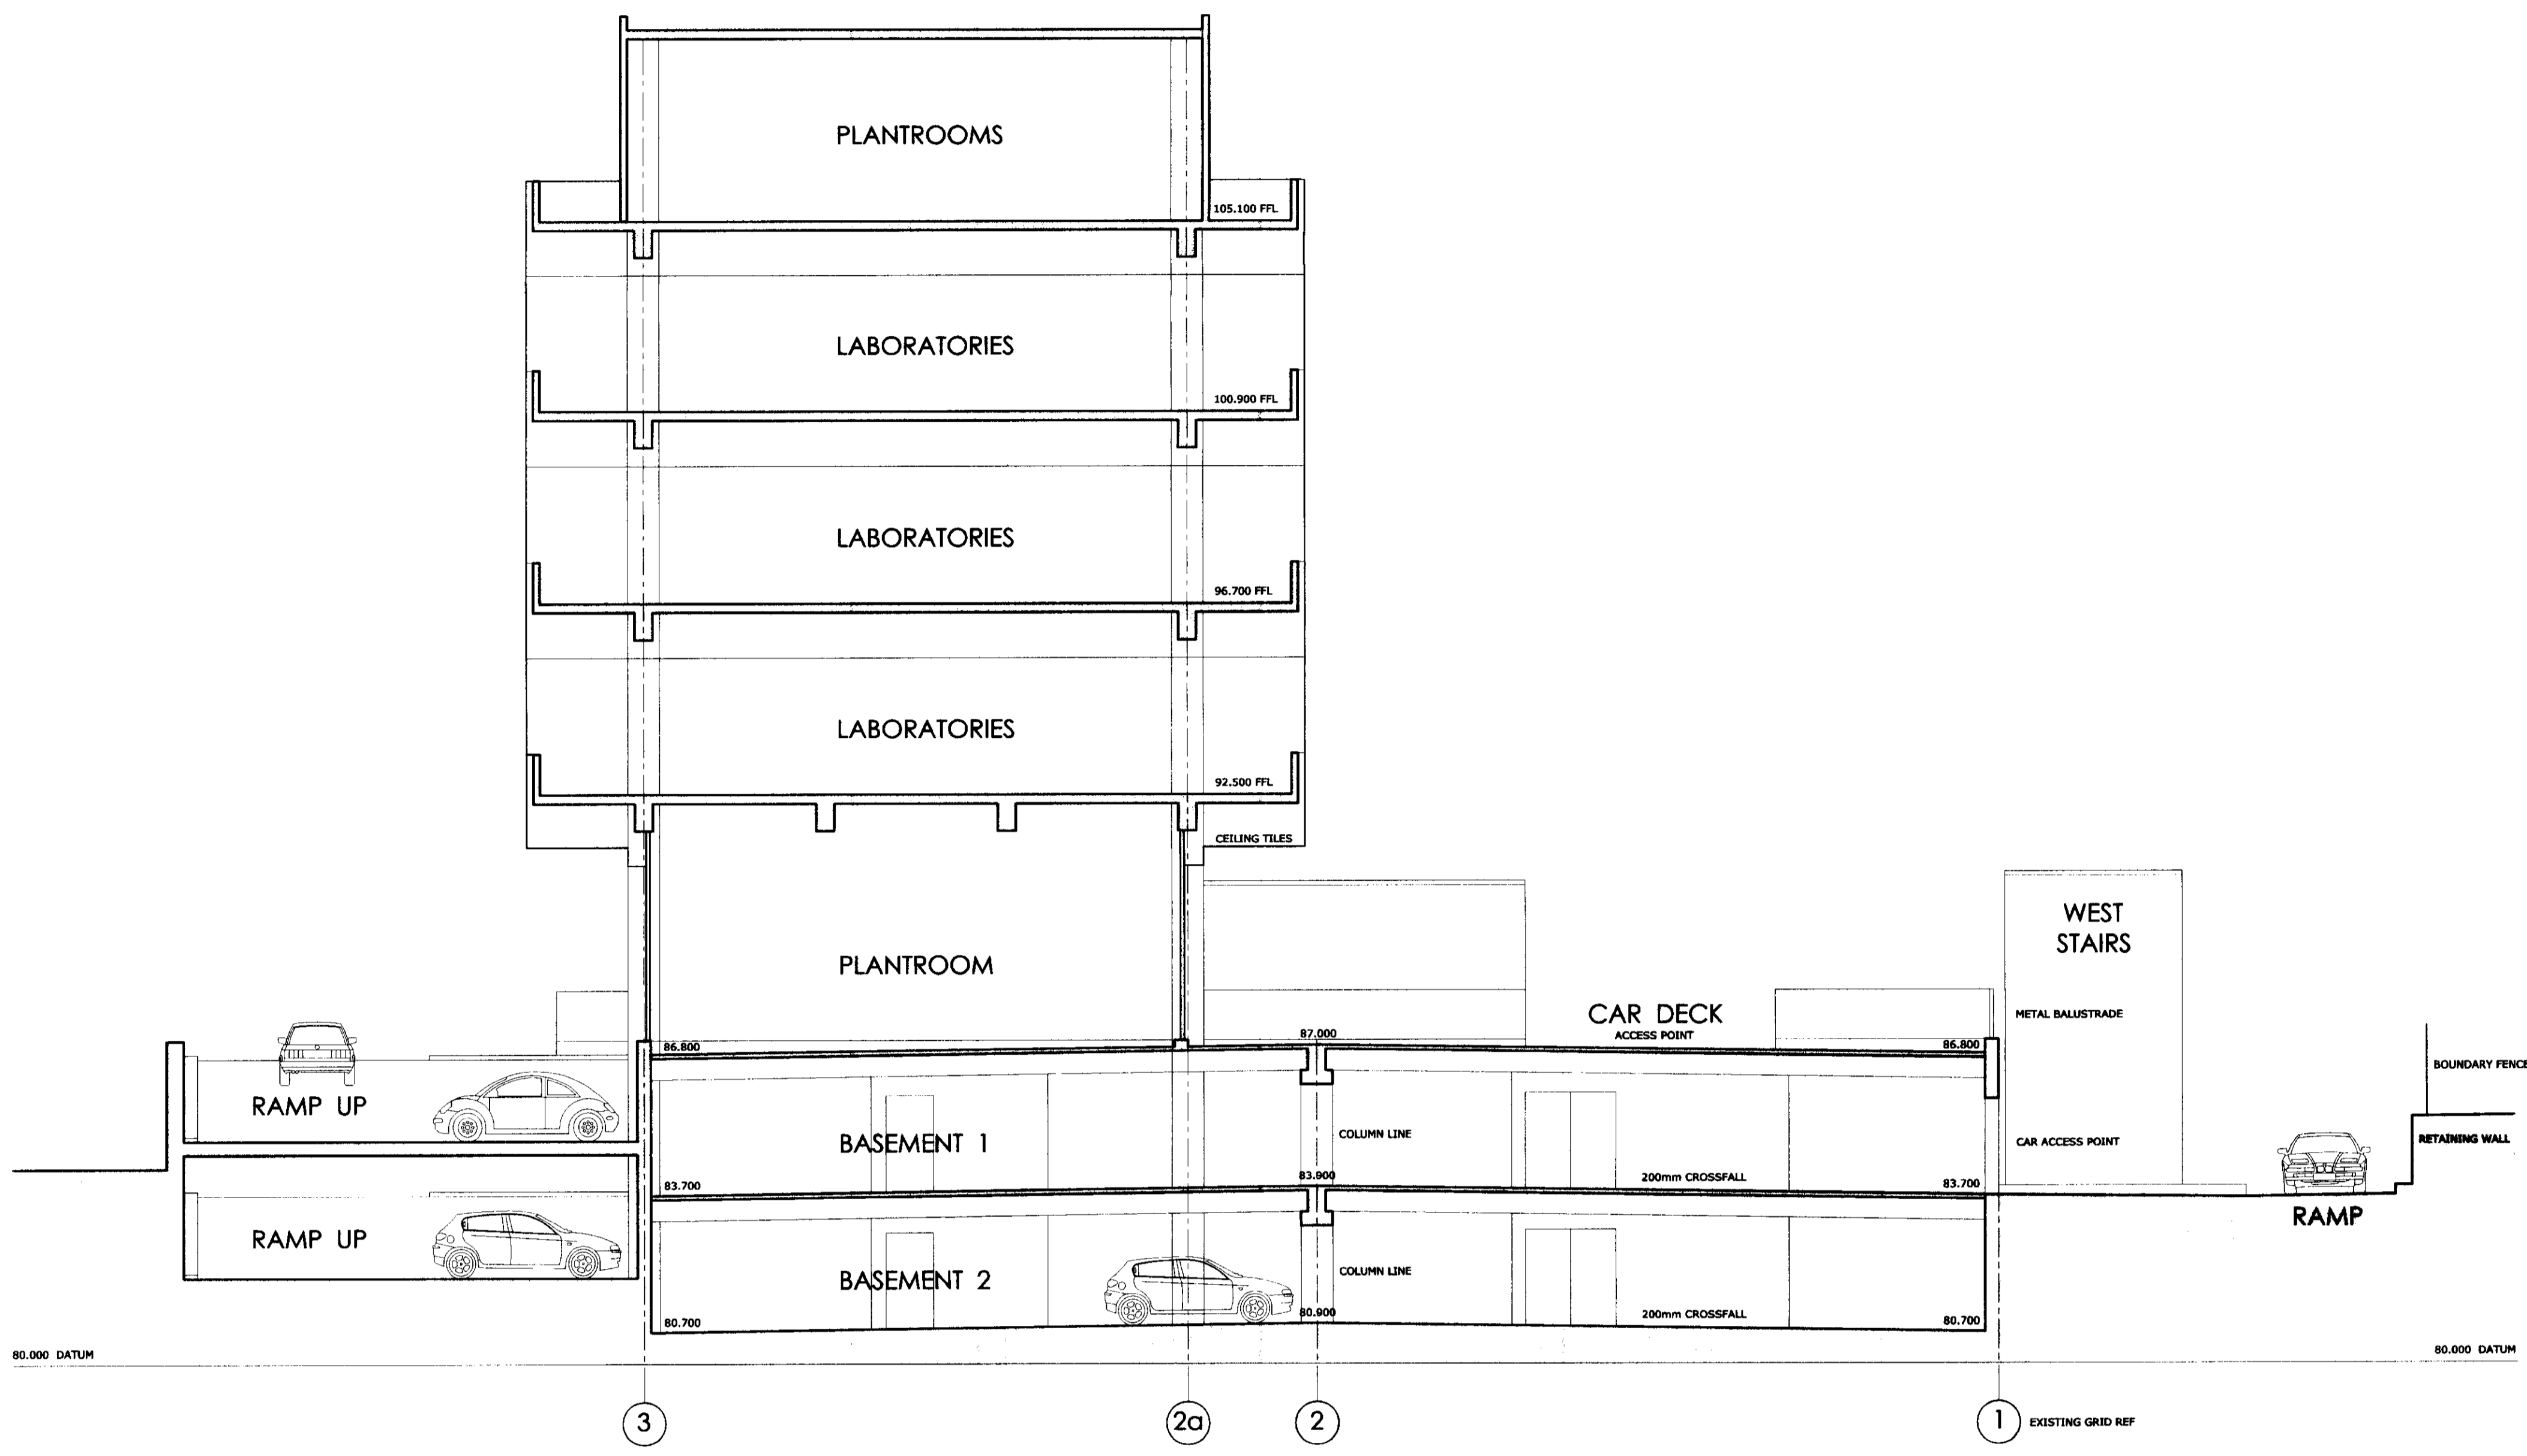 PLANTROOMS
105.100 FFL
LABORATORIES
100.900 FFL
LABORATORIES
96.700 FFL
LABORATORIES
92.500 FFL
CEILING TILES
WEST
STAIRS
PLANTROOM
CAR DECK
METAL BALUSTRADE
86.800
87.000
ACCESS POINT
86.800
BOUNDARY FENCE
RAMP UP
BASEMENT 1
COLUMN LINE
CAR ACCESS POINT
RETAINING WALL
83.700
83.900
200mm CROSSFALL
83.700
RAMP
RAMP UP
BASEMENT 2
COLUMN LINE
80.700
80.900
200mm CROSSFALL
80.700
80.000 DATUM
80.000 DATUM
3
2a
2
1
EXISTING GRID REF